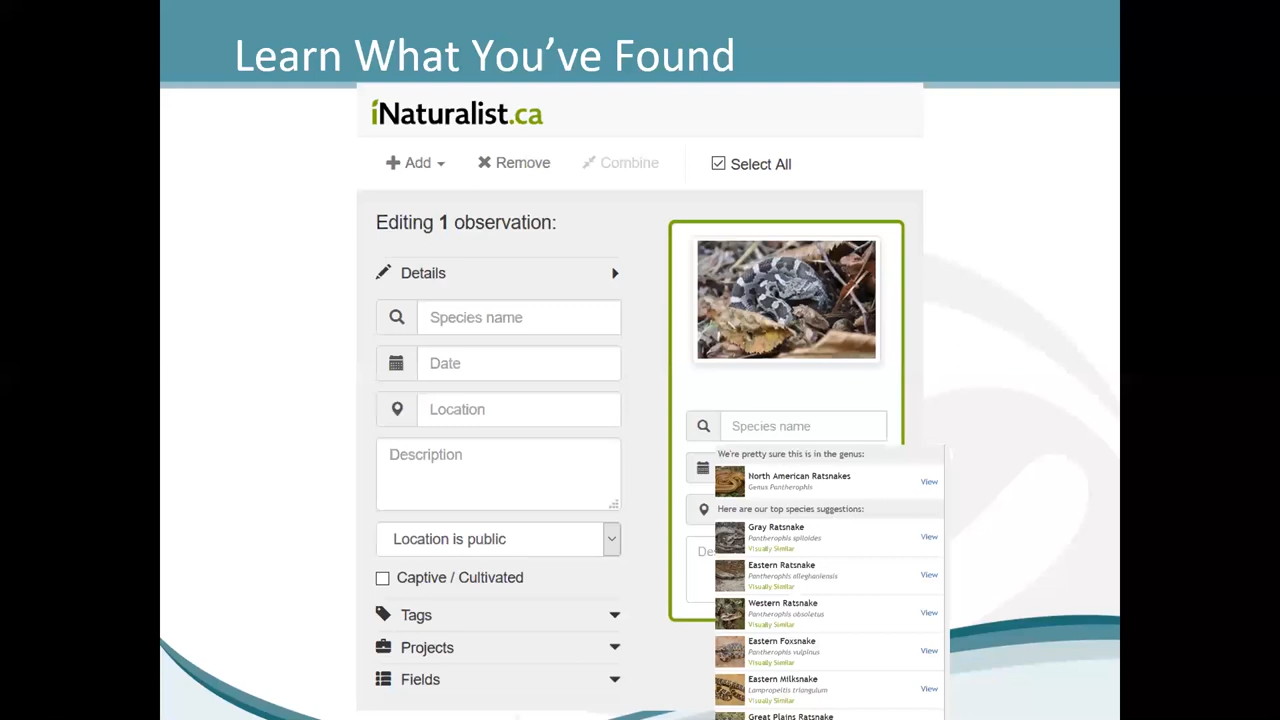 Learn What You've Found
iNaturalist.ca
Add
Remove
Combine
Select All
Editing 1 observation:
Details
Species name
Date
Location
Description
Location is public
Captive / Cultivated
Tags
Projects
Fields
Species name
We're pretty sure this is in the genus:
North American Ratsnakes
Genus Pantherophis
View
Here are our top species suggestions:
Des
Gray Ratsnake
Pantherophis spiloides
Visually Similar
View
Eastern Ratsnake
Pantherophis alleghaniensis
Visually Similar
View
Western Ratsnake
Pantherophis obsoletus
Visually Similar
View
Eastern Foxsnake
Pantherophis vulpinus
Visually Similar
View
Eastern Milksnake
Lampropeltis triangulum
Visually Similar
View
Great Plains Ratsnake